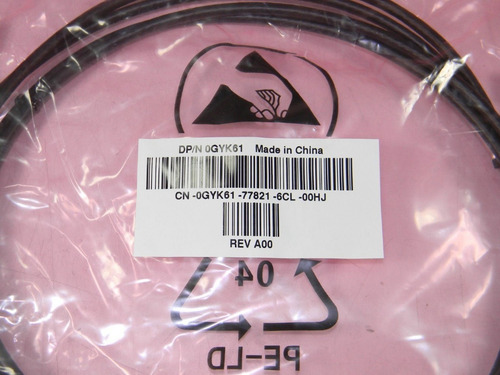 DP/N 0GYK61 Made in China
CN -0GYK61 -77821 -6CL -00HJ
REV A00
04
PE-LD